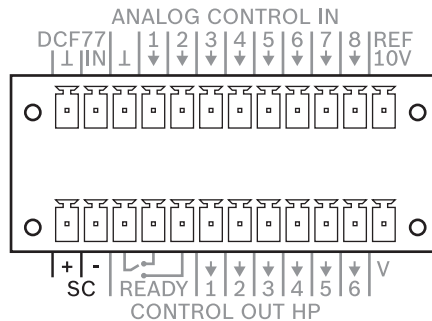 ANALOG CONTROL IN
DCF77 1 2 3 4 5 6 7 8 REF
⊥ IN ⊥ ↓ ↓ ↓ ↓ ↓ ↓ ↓ ↓ 10V
+ - ↓ ↓ ↓ ↓ ↓ ↓ V
SC READY 1 2 3 4 5 6
CONTROL OUT HP